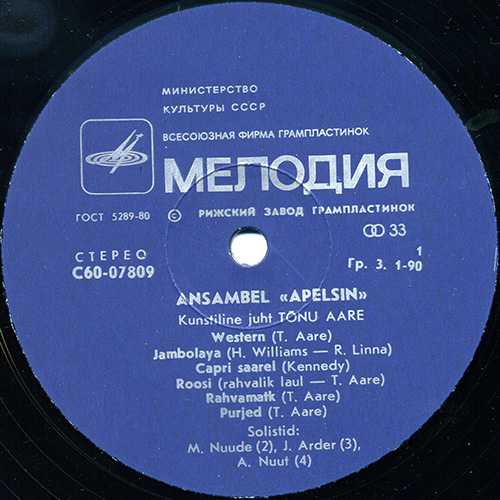 МИНИСТЕРСТВО
КУЛЬТУРЫ СССР
ВСЕСОЮЗНАЯ ФИРМА ГРАМПЛАСТИНОК
МЕЛОДИЯ
ГОСТ 5289-80 © РИЖСКИЙ ЗАВОД ГРАМПЛАСТИНОК
СТЕРЕО
С60-07809
33
1
Гр. 3. 1-90
ANSAMBEL «APELSIN»
Kunstiline juht TÕNU AARE
Western (T. Aare)
Jambolaya (H. Williams — R. Linna)
Capri saarel (Kennedy)
Roosi (rahvalik laul — T. Aare)
Rahvamatk (T. Aare)
Purjed (T. Aare)
Solistid:
M. Nuude (2), J. Arder (3),
A. Nuut (4)